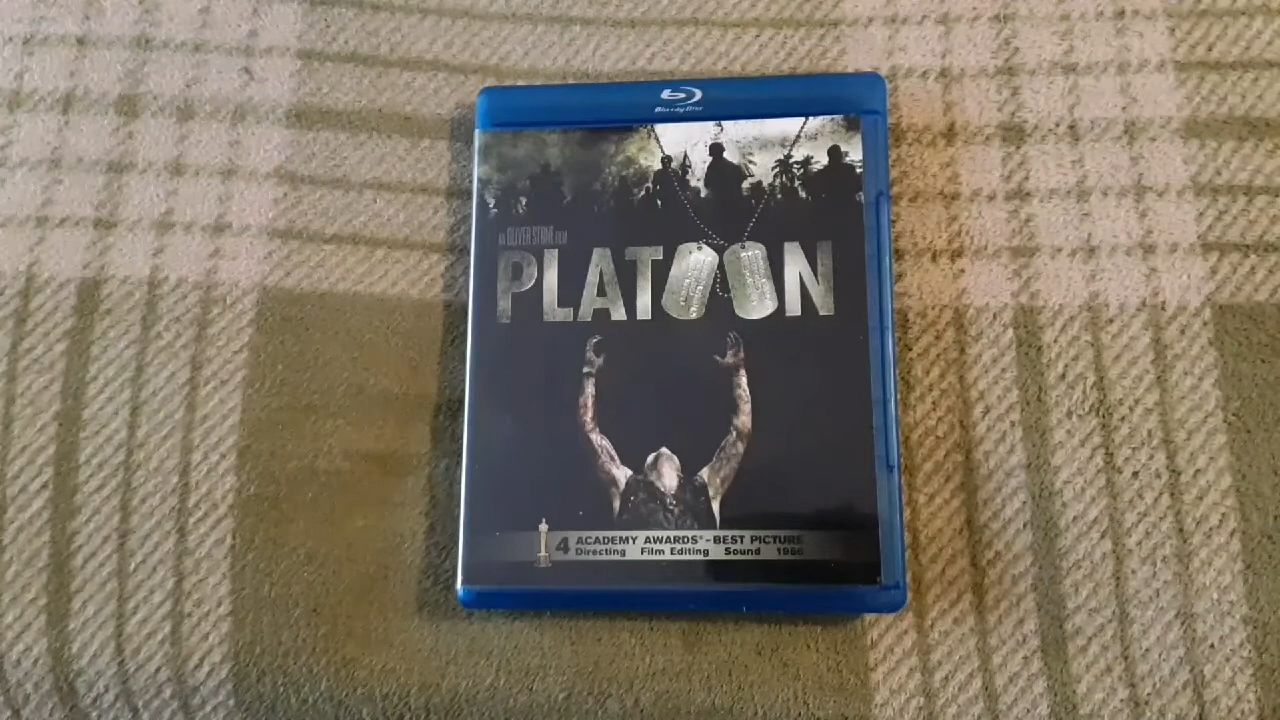 Blu-ray Disc
AN OLIVER STONE FILM
PLATOON
4 ACADEMY AWARDS® - BEST PICTURE
Directing Film Editing Sound 1986